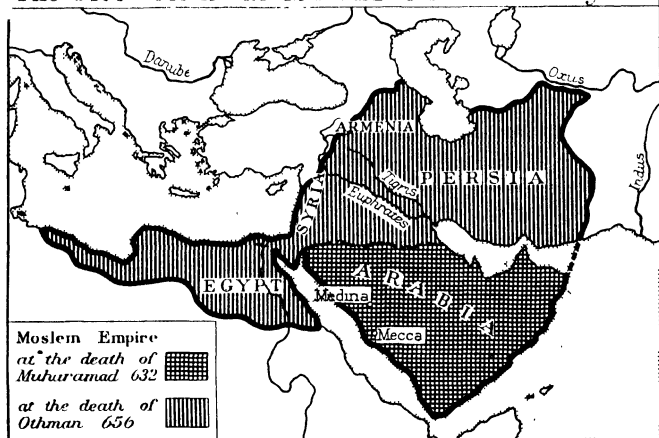 Danube
Oxus
ARMENIA
Indus
Tigris
PERSIA
SYRIA
Euphrates
EGYPT
ARABIA
Medina
Mecca
Moslem Empire
at the death of
Muharamad 632
at the death of
Othman 656